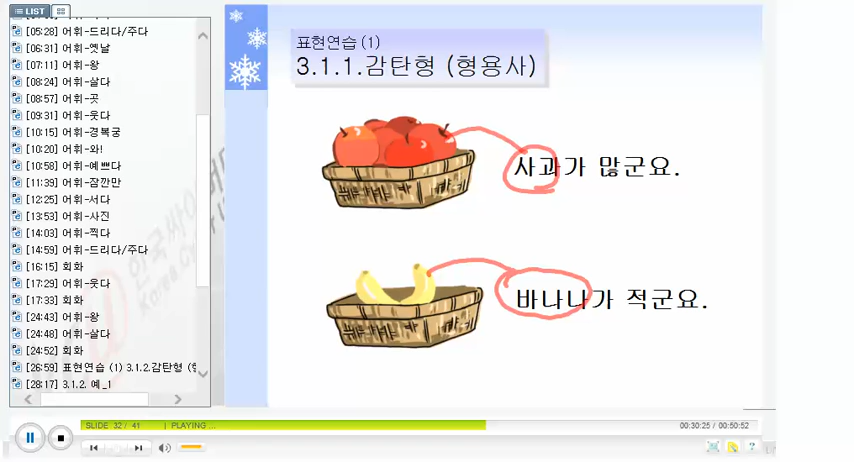 LIST
[05:28] 어휘-드리다/주다
[06:31] 어휘-옛날
[07:11] 어휘-왕
[08:24] 어휘-살다
[08:57] 어휘-곳
[09:31] 어휘-웃다
[10:15] 어휘-경복궁
[10:20] 어휘-와!
[10:58] 어휘-예쁘다
[11:39] 어휘-잠깐만
[12:25] 어휘-서다
[13:53] 어휘-사진
[14:03] 어휘-찍다
[14:59] 어휘-드리다/주다
[16:15] 회화
[17:29] 어휘-웃다
[17:33] 회화
[24:43] 어휘-왕
[24:48] 어휘-살다
[24:52] 회화
[26:59] 표현연습 (1) 3.1.2.감탄형
[28:17] 3.1.2. 예_1
표현연습 (1)
3.1.1.감탄형 (형용사)
사과가 많군요.
바나나가 적군요.
SLIDE 32 / 41 | PLAYING ...
00:30:25 / 00:50:52